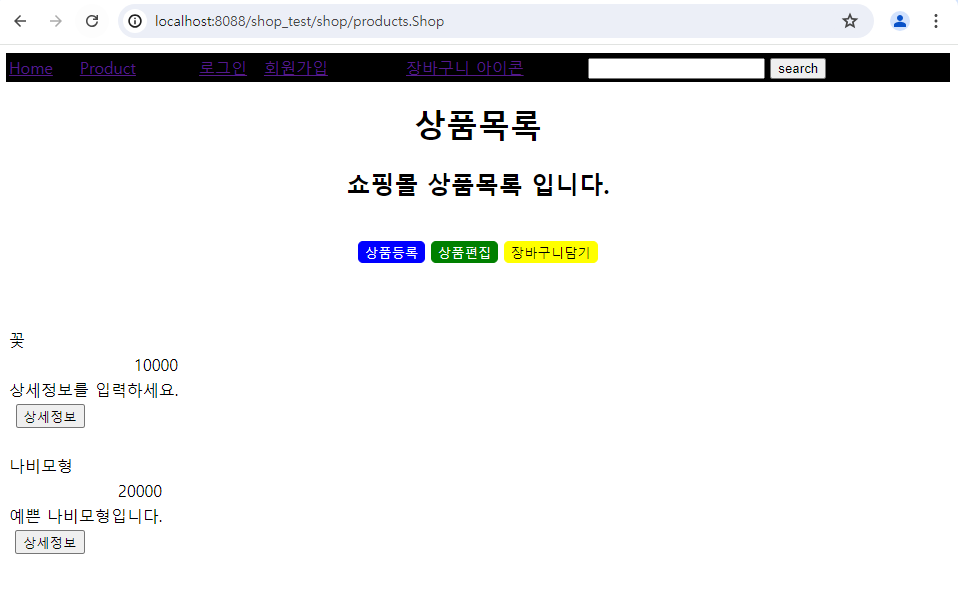 localhost:8088/shop_test/shop/products.Shop
Home Product 로그인 회원가입 장바구니 아이콘 search
상품목록
쇼핑몰 상품목록 입니다.
상품등록 상품편집 장바구니담기
꽃
10000
상세정보를 입력하세요.
상세정보
나비모형
20000
예쁜 나비모형입니다.
상세정보